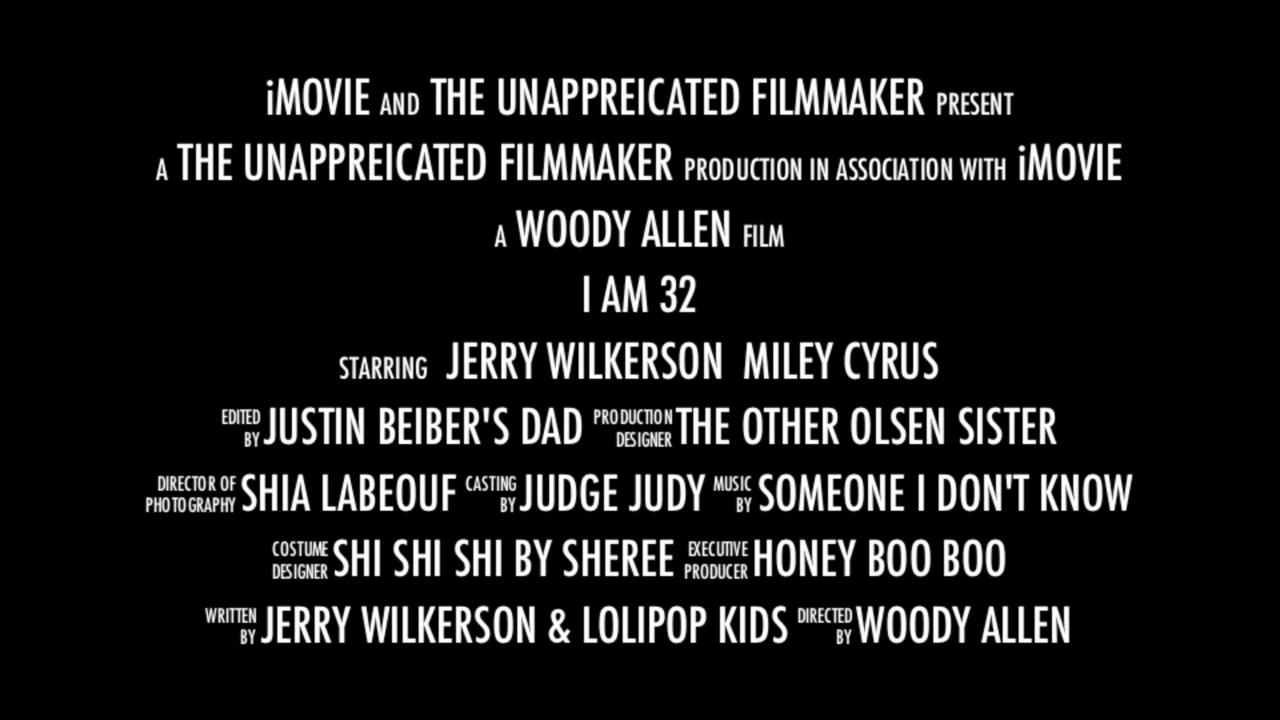 iMOVIE AND THE UNAPPREICATED FILMMAKER PRESENT
A THE UNAPPREICATED FILMMAKER PRODUCTION IN ASSOCIATION WITH iMOVIE
A WOODY ALLEN FILM
I AM 32
STARRING JERRY WILKERSON MILEY CYRUS
EDITED BY JUSTIN BEIBER'S DAD PRODUCTION DESIGNER THE OTHER OLSEN SISTER
DIRECTOR OF PHOTOGRAPHY SHIA LABEOUF CASTING BY JUDGE JUDY MUSIC BY SOMEONE I DON'T KNOW
COSTUME DESIGNER SHI SHI SHI BY SHEREE EXECUTIVE PRODUCER HONEY BOO BOO
WRITTEN BY JERRY WILKERSON & LOLIPOP KIDS DIRECTED BY WOODY ALLEN